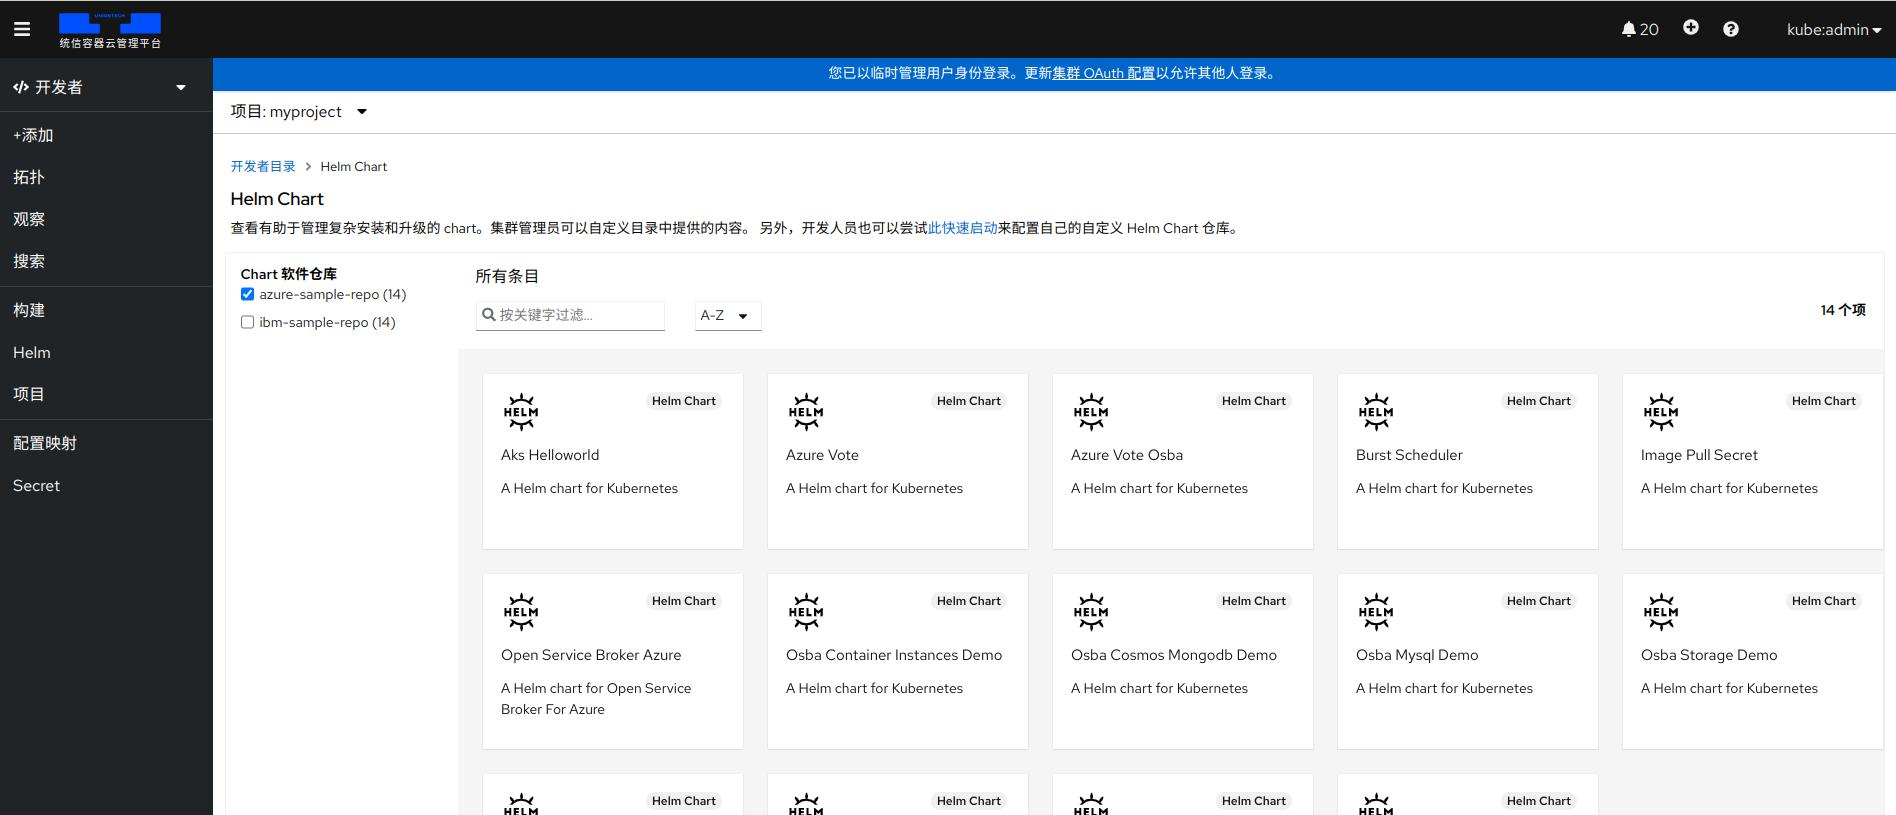 UNIONTECH
统信容器云管理平台
20
kube:admin
开发者
您已以临时管理用户身份登录。更新集群 OAuth 配置以允许其他人登录。
项目: myproject
+添加
拓扑
观察
搜索
构建
Helm
项目
配置映射
Secret
开发者目录 > Helm Chart
Helm Chart
查看有助于管理复杂安装和升级的 chart。集群管理员可以自定义目录中提供的内容。 另外，开发人员也可以尝试此快速启动来配置自己的自定义 Helm Chart 仓库。
Chart 软件仓库
azure-sample-repo (14)
ibm-sample-repo (14)
所有条目
按关键字过滤...
A-Z
14 个项
HELM
Helm Chart
Aks Helloworld
A Helm chart for Kubernetes
HELM
Helm Chart
Azure Vote
A Helm chart for Kubernetes
HELM
Helm Chart
Azure Vote Osba
A Helm chart for Kubernetes
HELM
Helm Chart
Burst Scheduler
A Helm chart for Kubernetes
HELM
Helm Chart
Image Pull Secret
A Helm chart for Kubernetes
HELM
Helm Chart
Open Service Broker Azure
A Helm chart for Open Service
Broker For Azure
HELM
Helm Chart
Osba Container Instances Demo
A Helm chart for Kubernetes
HELM
Helm Chart
Osba Cosmos Mongodb Demo
A Helm chart for Kubernetes
HELM
Helm Chart
Osba Mysql Demo
A Helm chart for Kubernetes
HELM
Helm Chart
Osba Storage Demo
A Helm chart for Kubernetes
HELM
Helm Chart
HELM
Helm Chart
HELM
Helm Chart
HELM
Helm Chart